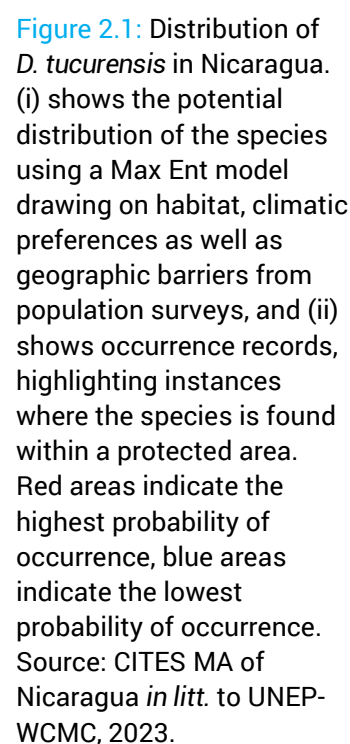 Figure 2.1: Distribution of
D. tucurensis in Nicaragua.
(i) shows the potential
distribution of the species
using a Max Ent model
drawing on habitat, climatic
preferences as well as
geographic barriers from
population surveys, and (ii)
shows occurrence records,
highlighting instances
where the species is found
within a protected area.
Red areas indicate the
highest probability of
occurrence, blue areas
indicate the lowest
probability of occurrence.
Source: CITES MA of
Nicaragua in litt. to UNEP-
WCMC, 2023.